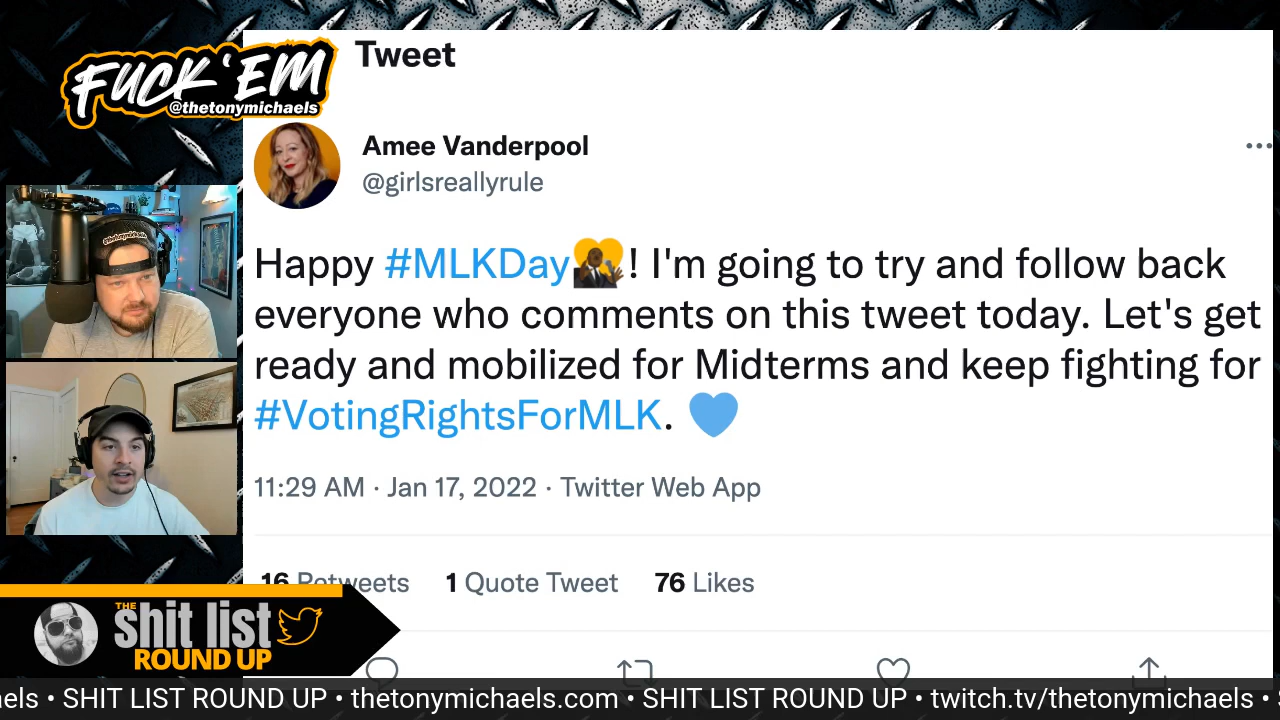 FUCK 'EM
@thetonymichaels
Tweet
Amee Vanderpool
@girlsreallyrule
Happy #MLKDay! I'm going to try and follow back
everyone who comments on this tweet today. Let's get
ready and mobilized for Midterms and keep fighting for
#VotingRightsForMLK.
11:29 AM · Jan 17, 2022 · Twitter Web App
16 Retweets 1 Quote Tweet 76 Likes
THE
shit list
ROUND UP
els • SHIT LIST ROUND UP • thetonymichaels.com • SHIT LIST ROUND UP • twitch.tv/thetonymichaels •